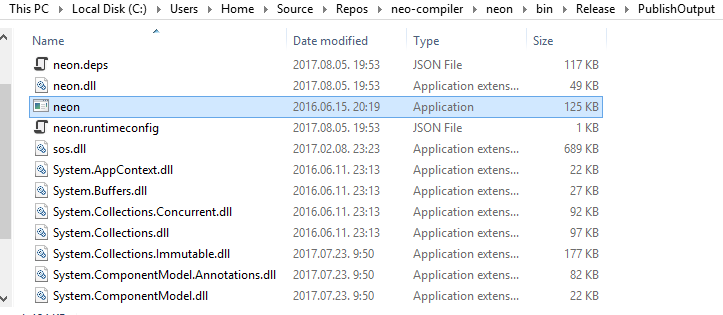 This PC > Local Disk (C:) > Users > Home > Source > Repos > neo-compiler > neon > bin > Release > PublishOutput
Name Date modified Type Size
neon.deps 2017.08.05. 19:53 JSON File 117 KB
neon.dll 2017.08.05. 19:53 Application extens... 49 KB
neon 2016.06.15. 20:19 Application 125 KB
neon.runtimeconfig 2017.08.05. 19:53 JSON File 1 KB
sos.dll 2017.02.08. 23:23 Application extens... 689 KB
System.AppContext.dll 2016.06.11. 23:13 Application extens... 22 KB
System.Buffers.dll 2016.06.11. 23:13 Application extens... 27 KB
System.Collections.Concurrent.dll 2016.06.11. 23:13 Application extens... 92 KB
System.Collections.dll 2016.06.11. 23:13 Application extens... 97 KB
System.Collections.Immutable.dll 2017.07.23. 9:50 Application extens... 177 KB
System.ComponentModel.Annotations.dll 2017.07.23. 9:50 Application extens... 82 KB
System.ComponentModel.dll 2017.07.23. 9:50 Application extens... 22 KB